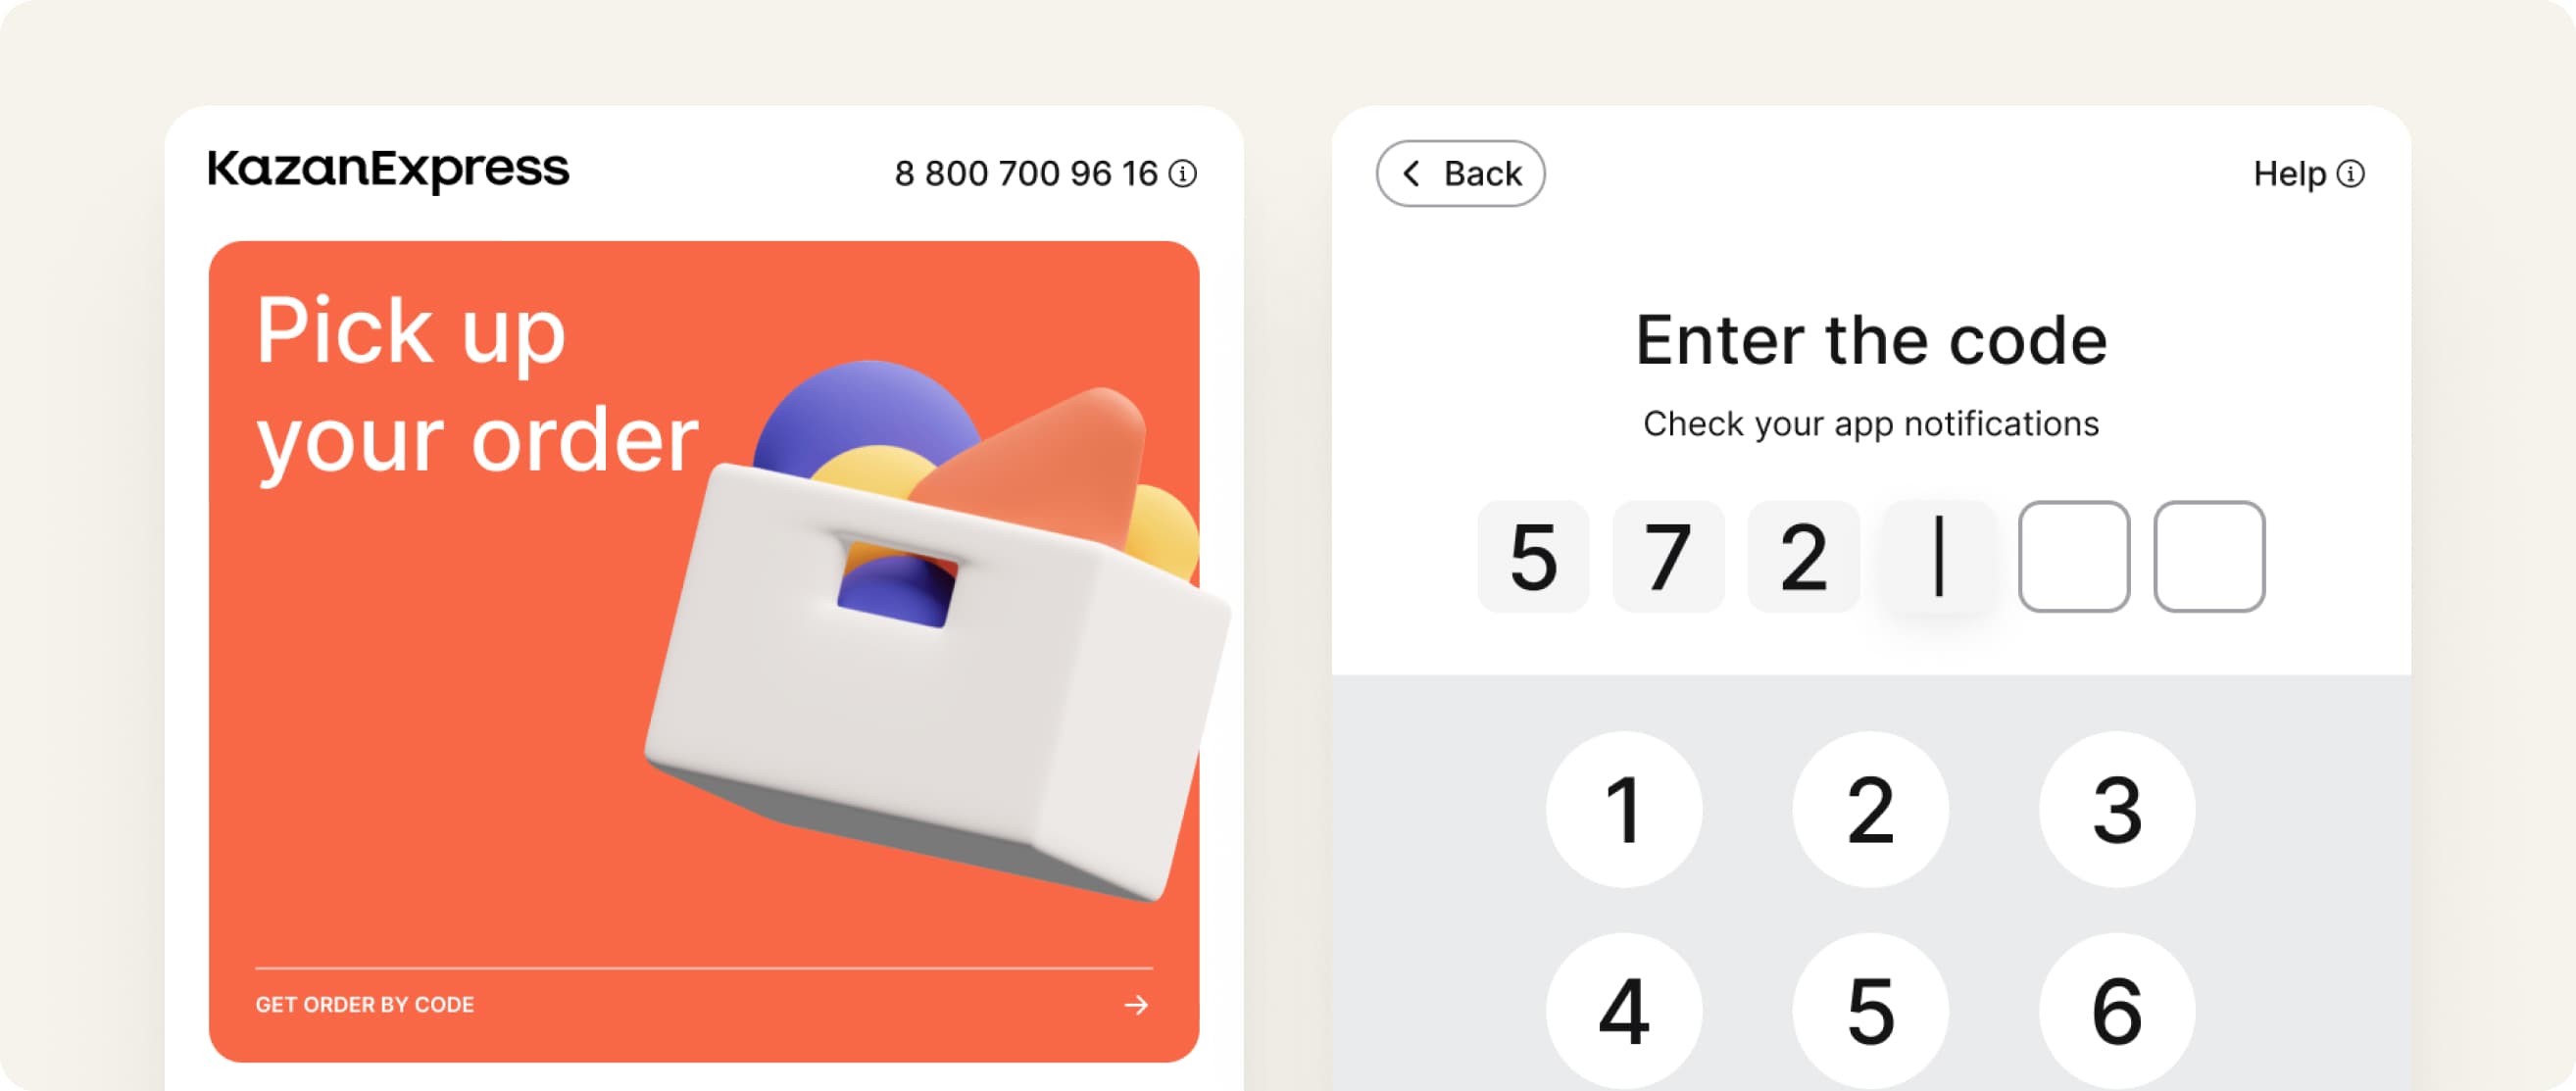 KazanExpress
8 800 700 96 16
Pick up
your order
GET ORDER BY CODE
Back
Help
Enter the code
Check your app notifications
5 7 2
1 2 3
4 5 6